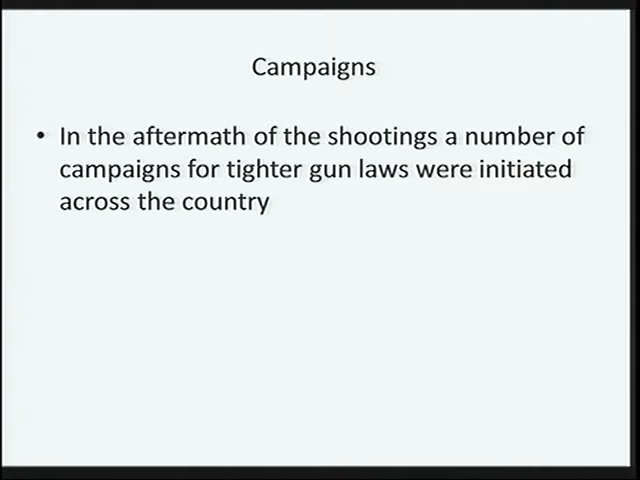 Campaigns
• In the aftermath of the shootings a number of
campaigns for tighter gun laws were initiated
across the country